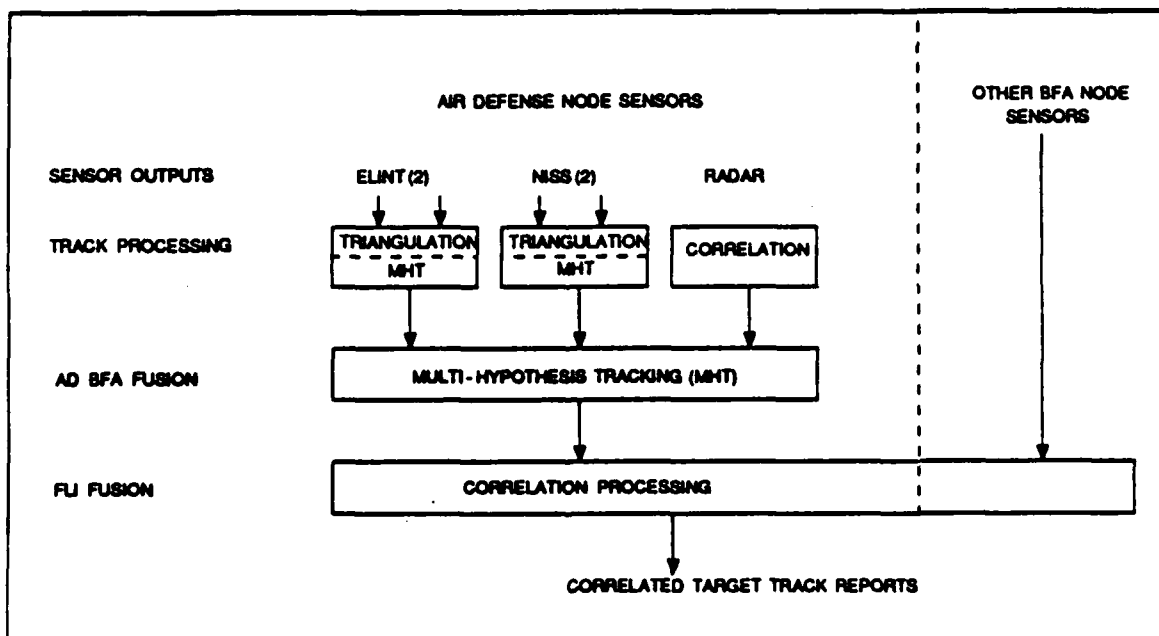 AIR DEFENSE NODE SENSORS
OTHER BFA NODE
SENSORS
SENSOR OUTPUTS
ELINT (2)
NISS (2)
RADAR
TRACK PROCESSING
TRIANGULATION
MHT
TRIANGULATION
MHT
CORRELATION
AD BFA FUSION
MULTI-HYPOTHESIS TRACKING (MHT)
FLI FUSION
CORRELATION PROCESSING
CORRELATED TARGET TRACK REPORTS